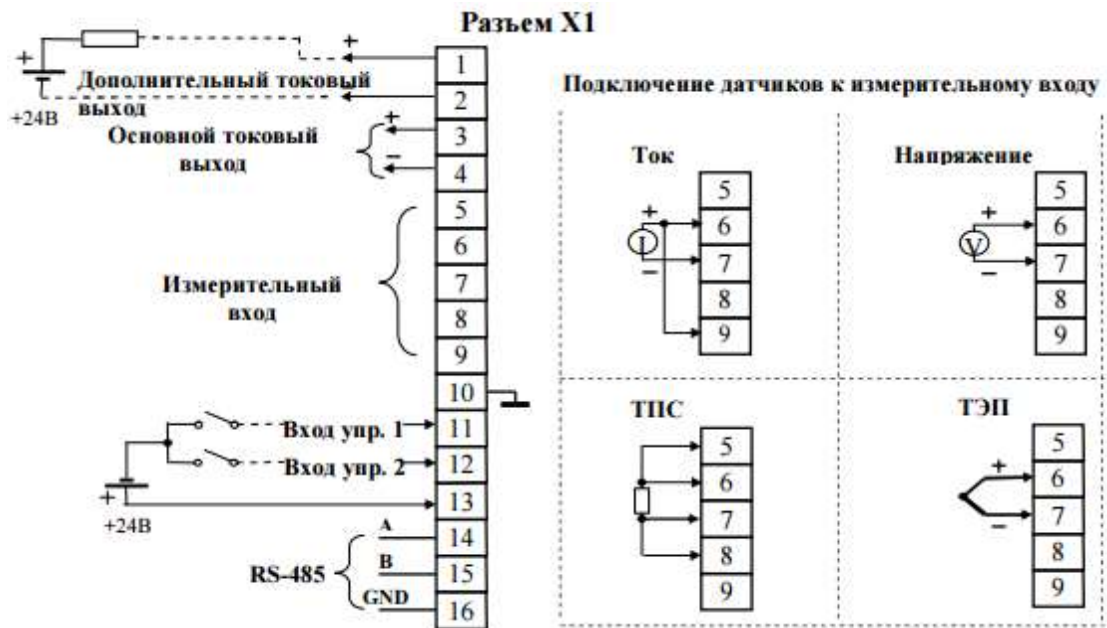 Разъем X1
+
+
1
Дополнительный токовый
выход
2
+24В
+
3
Основной токовый
выход
−
4
5
6
7
Измерительный
вход
8
9
10
Вход упр. 1
11
Вход упр. 2
12
+
13
+24В
A
14
RS-485
B
15
GND
16
Подключение датчиков к измерительному входу
Ток
+
I
−
5
6
7
8
9
Напряжение
+
V
−
5
6
7
8
9
ТПС
5
6
7
8
9
ТЭП
+
−
5
6
7
8
9